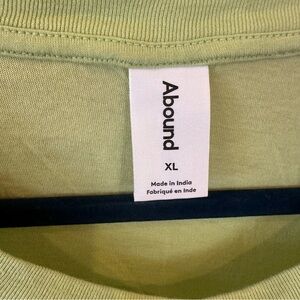 Abound
XL
Made in India
Fabriqué en Inde